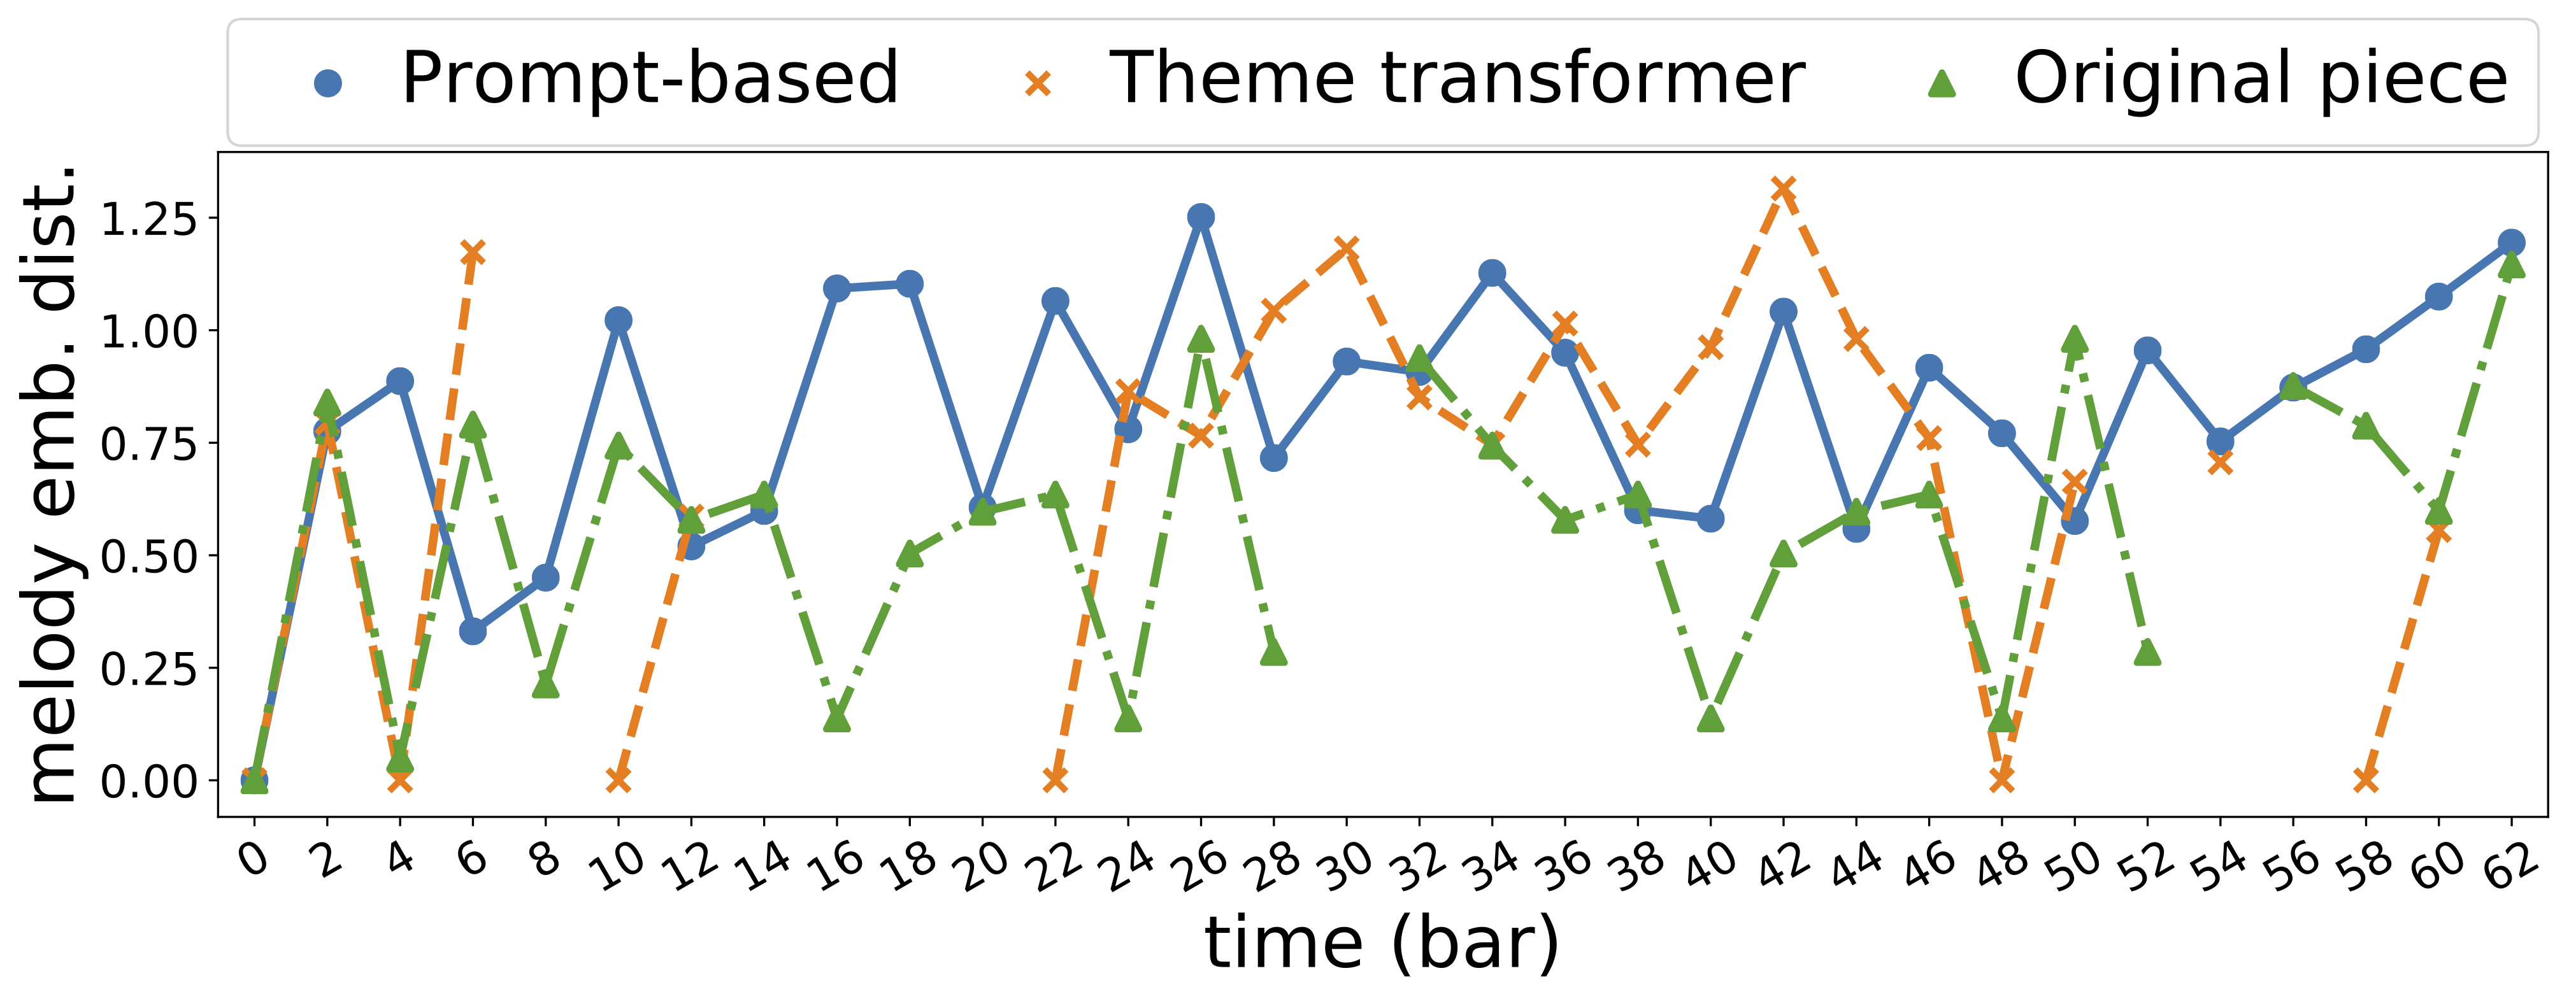 Prompt-based Theme transformer Original piece
melody emb. dist.
1.25
1.00
0.75
0.50
0.25
0.00
0 2 4 6 8 10 12 14 16 18 20 22 24 26 28 30 32 34 36 38 40 42 44 46 48 50 52 54 56 58 60 62
time (bar)